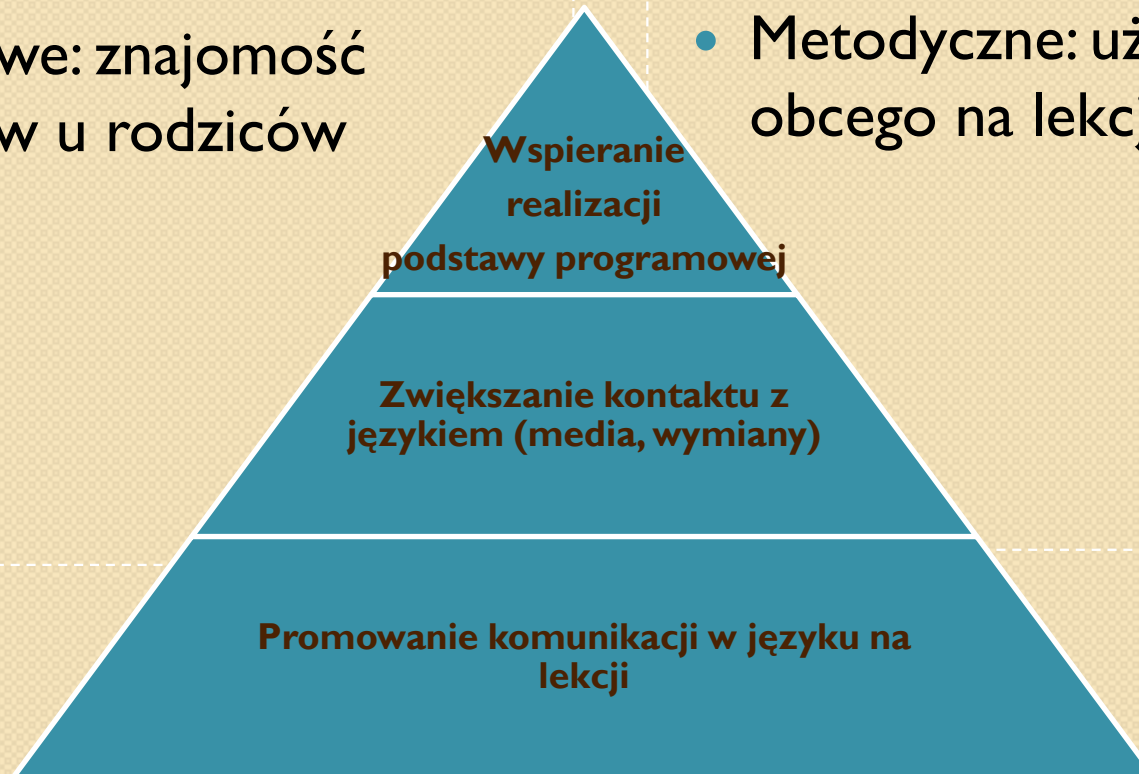 we: znajomość
w u rodziców
• Metodyczne: uż
obcego na lekcj
Wspieranie
realizacji
podstawy programowej
Zwiększanie kontaktu z
językiem (media, wymiany)
Promowanie komunikacji w języku na
lekcji